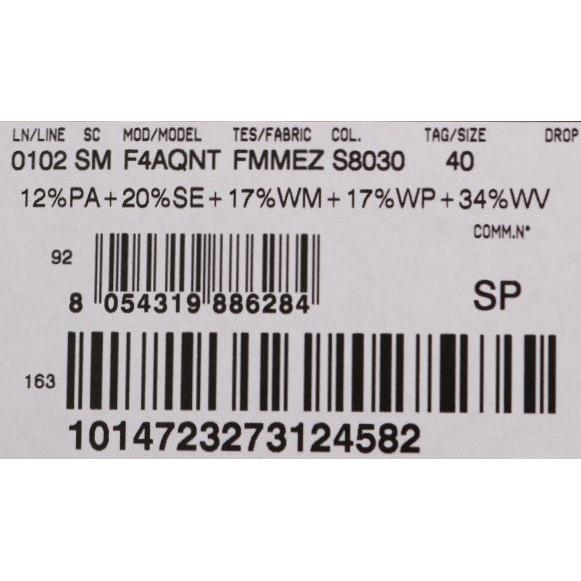 LN/LINE SC MOD/MODEL TES/FABRIC COL. TAG/SIZE DROP
0102 SM F4AQNT FMMEZ S8030 40
12%PA+20%SE+17%WM+17%WP+34%WV
COMM.N°
92
8 054319 886284
SP
163
1014723273124582